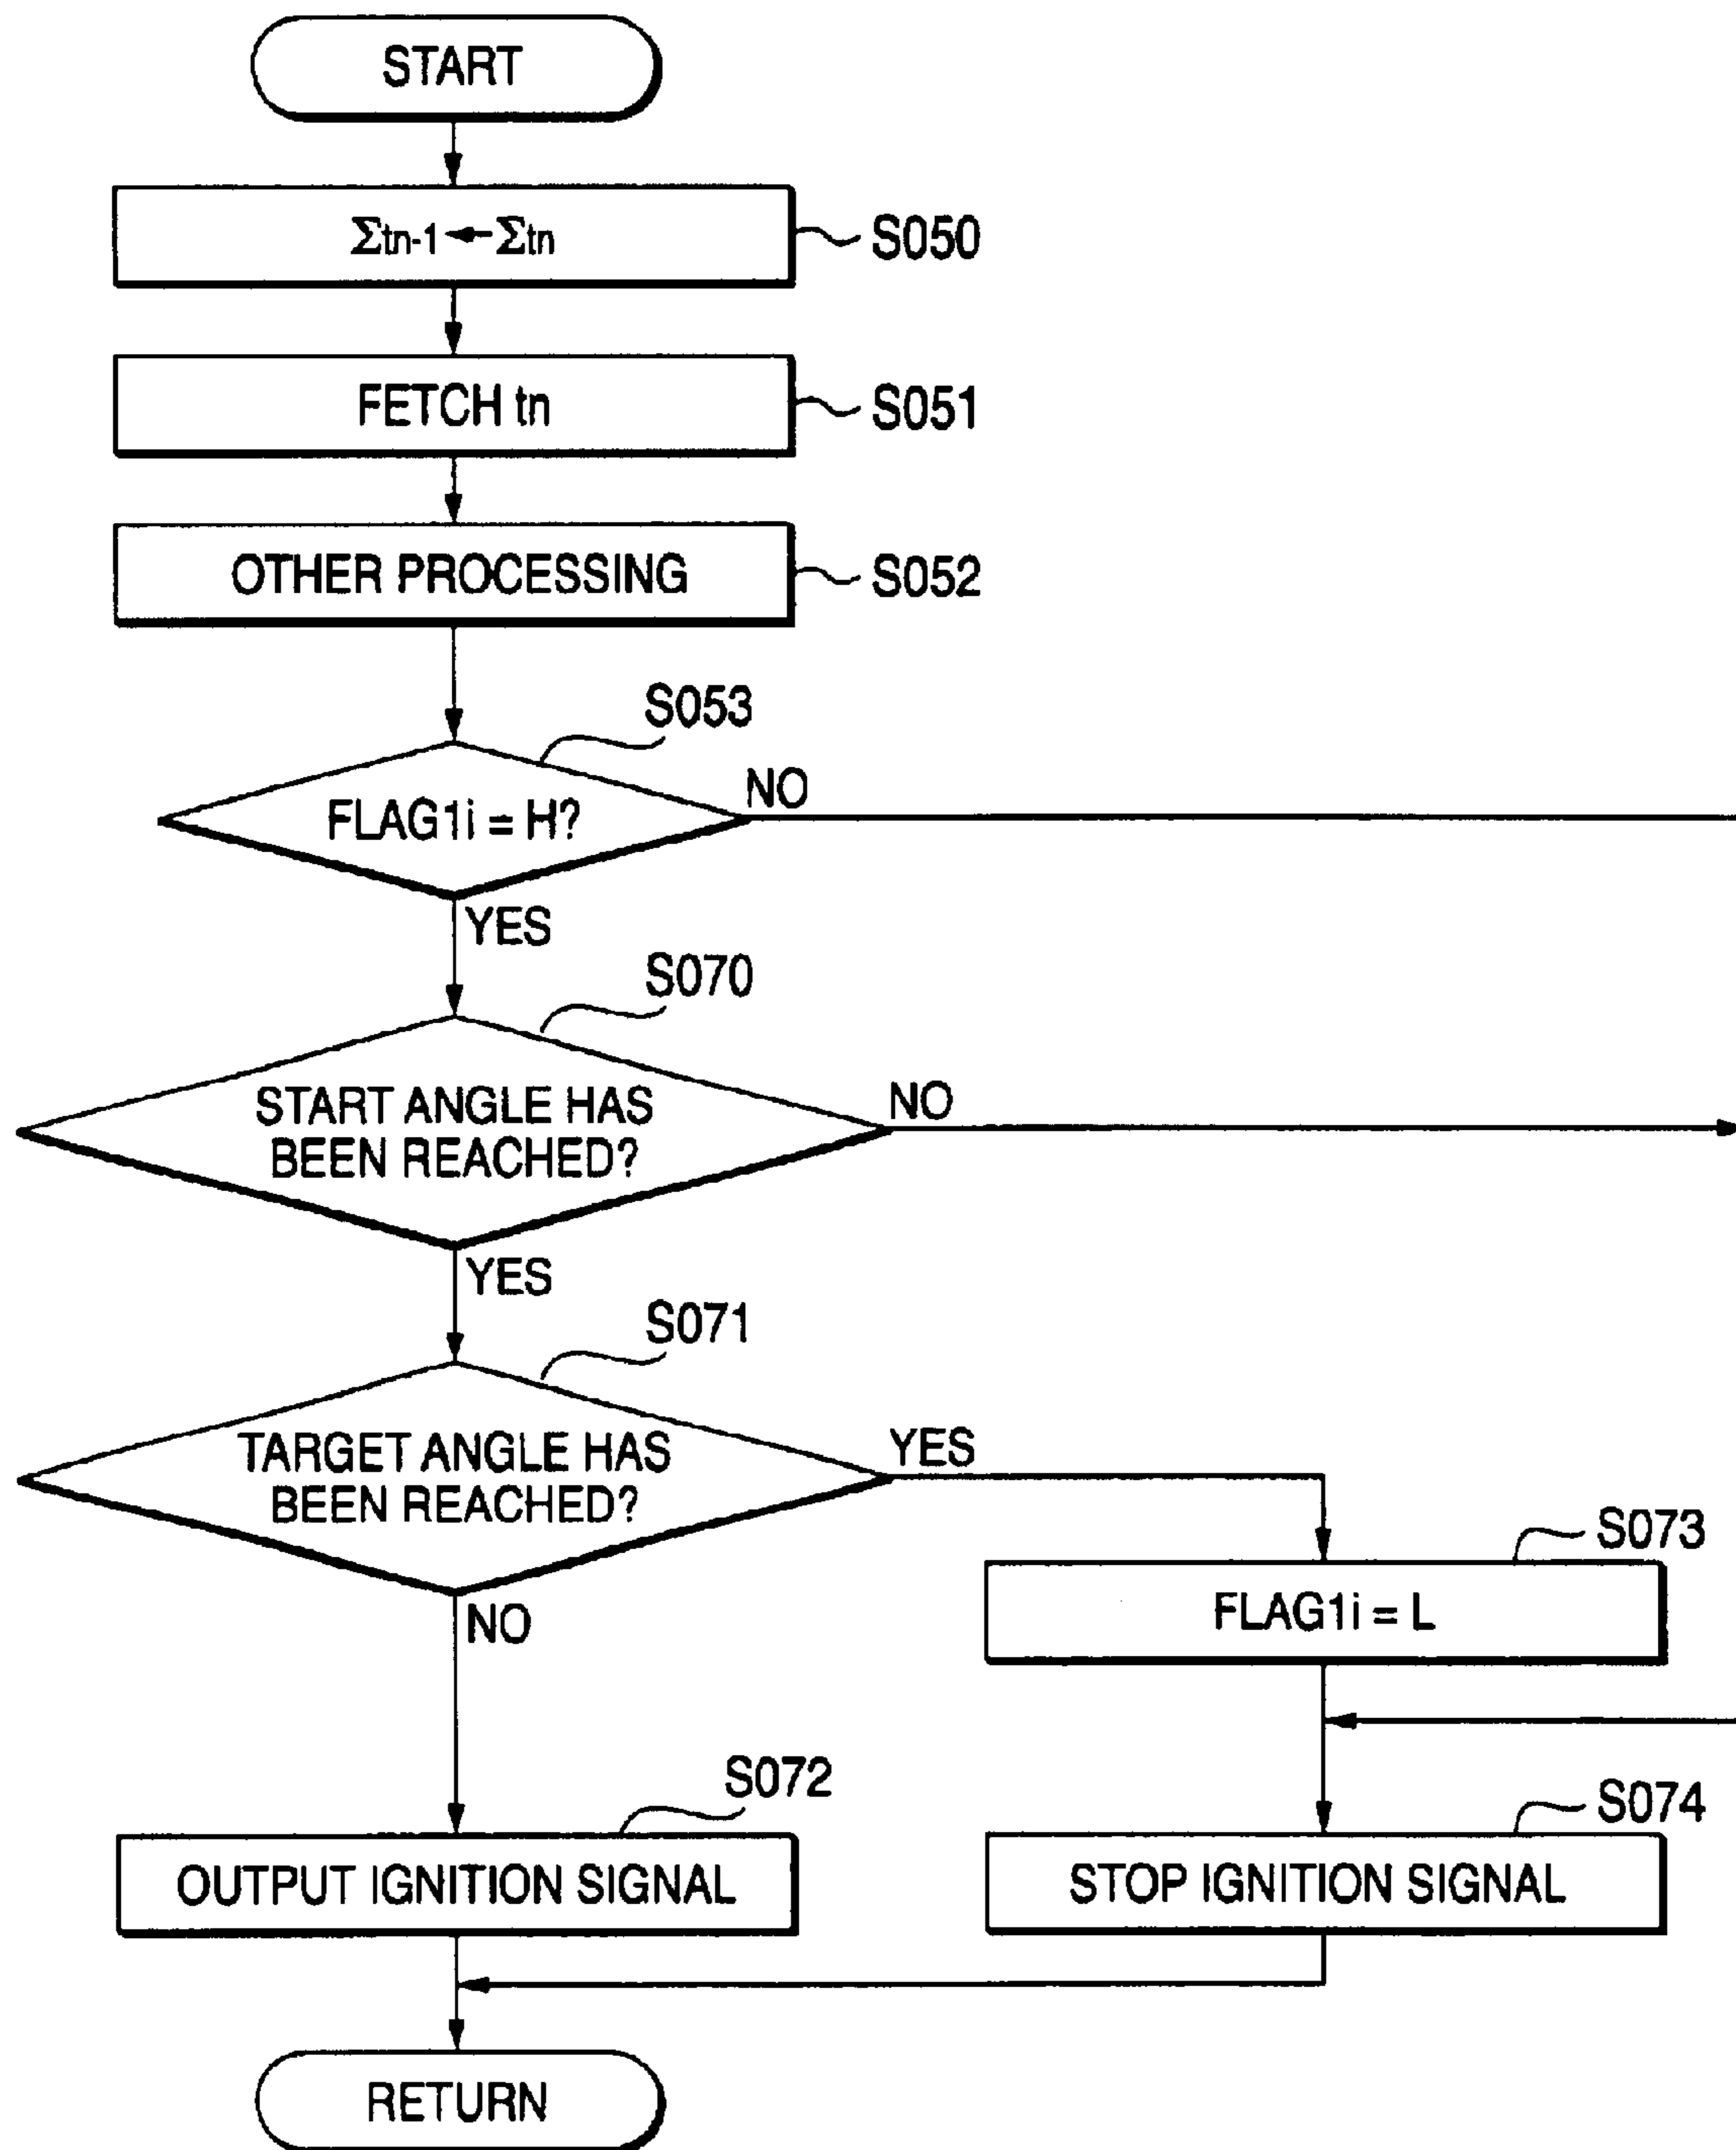 START
Σtn-1 ← Σtn
S050
FETCH tn
S051
OTHER PROCESSING
S052
S053
FLAG1i = H?
NO
YES
S070
START ANGLE HAS
BEEN REACHED?
NO
YES
S071
TARGET ANGLE HAS
BEEN REACHED?
YES
NO
S073
FLAG1i = L
S072
OUTPUT IGNITION SIGNAL
S074
STOP IGNITION SIGNAL
RETURN